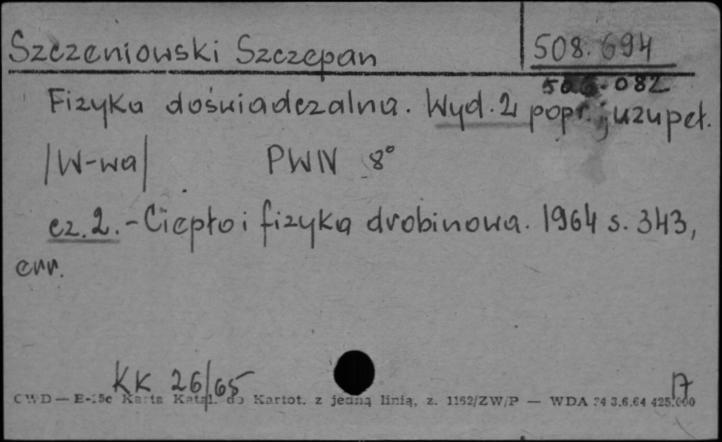 Szczeniowski Szczepan
508.694
506.082
Fizyka doświadczalna. Wyd. 2 popr. i uzupeł.
|W-wa| PWN 8°
cz. 2. - Ciepło i fizyka drobinowa. 1964 s. 343,
err.
KK 26/65
17
CWD — E-15c Karta Katal. do Kartot. z jedną linią, z. 1162/ZW/P — WDA 3.6.64 425.000